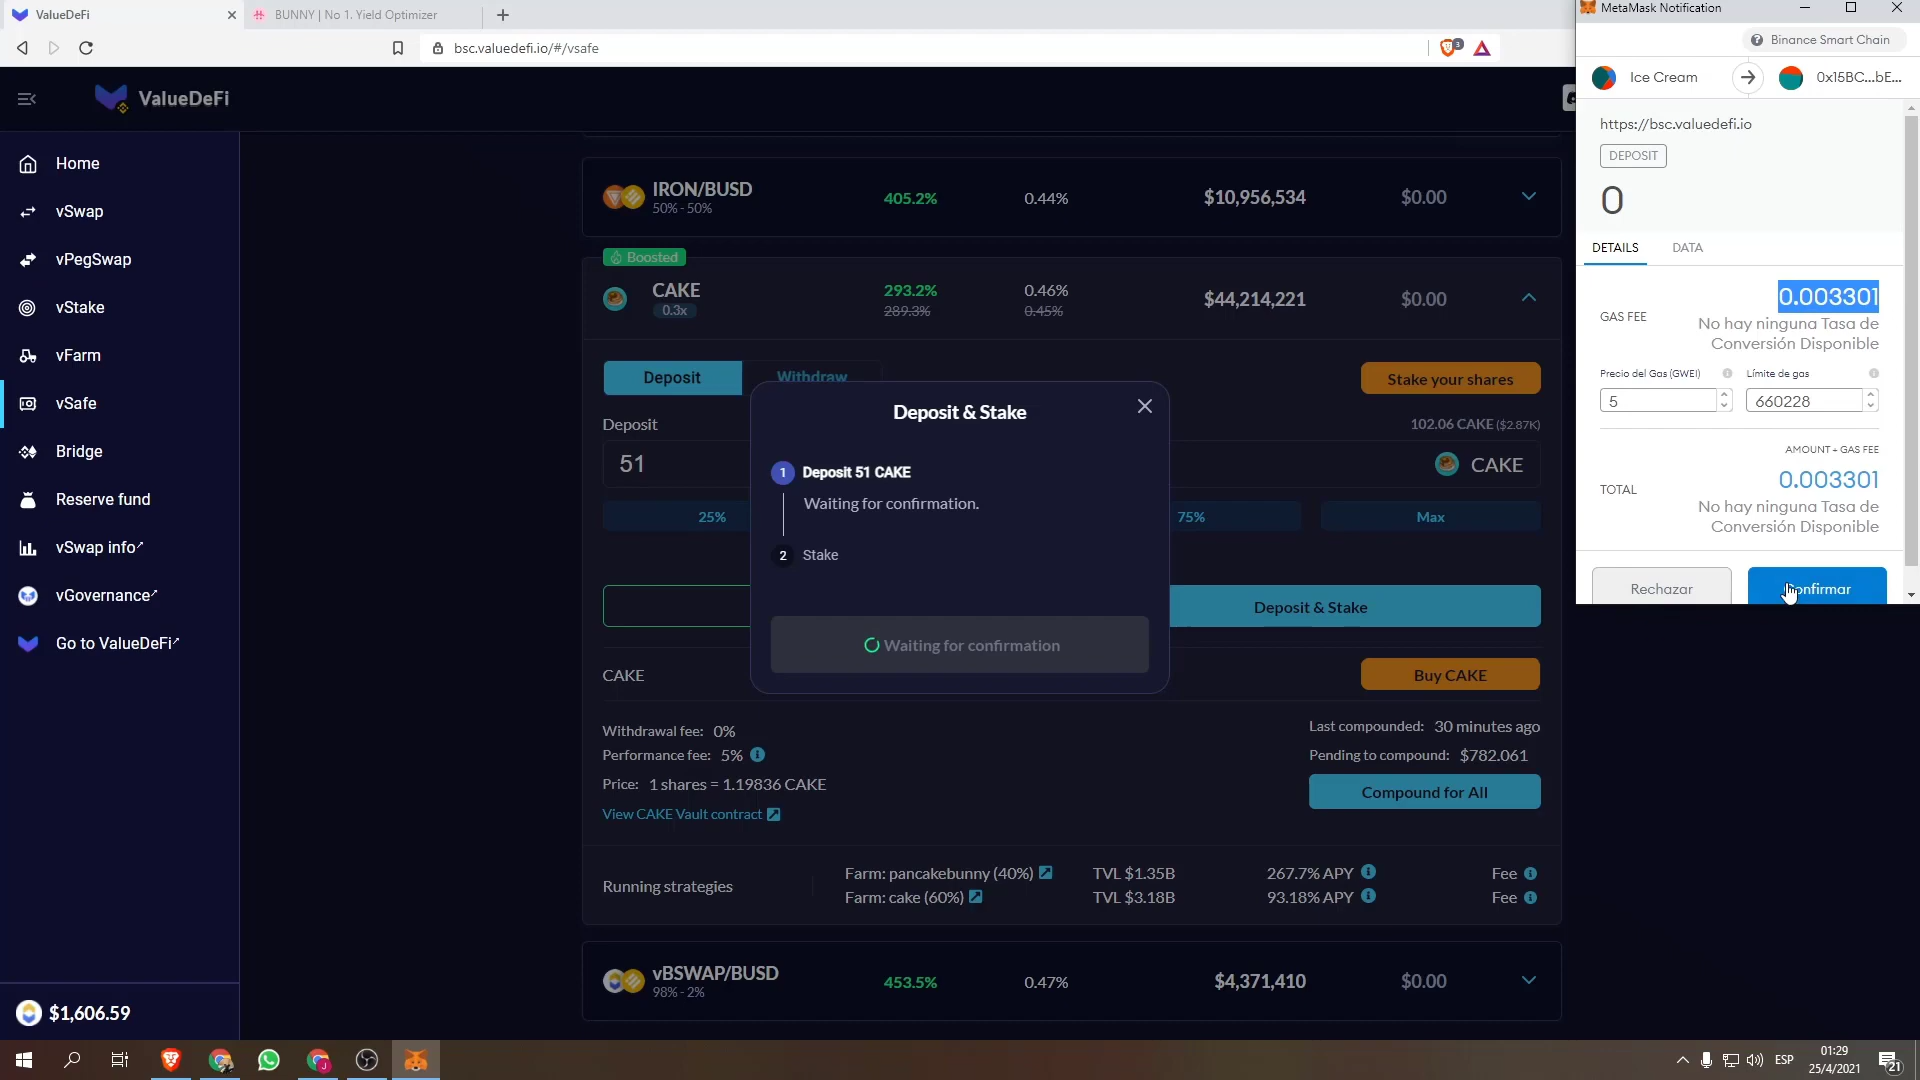 ValueDeFi
BUNNY | No 1. Yield Optimizer
bsc.valuedefi.io/#/vsafe
3
ValueDeFi
Home
vSwap
vPegSwap
vStake
vFarm
vSafe
Bridge
Reserve fund
vSwap info↗
vGovernance↗
Go to ValueDeFi↗
$1,606.59
IRON/BUSD
50% - 50%
405.2%
0.44%
$10,956,534
$0.00
Boosted
CAKE
0.3x
293.2%
289.3%
0.46%
0.45%
$44,214,221
$0.00
Deposit
Withdraw
Stake your shares
Deposit
102.06 CAKE ($2.87K)
51
CAKE
25%
75%
Max
Deposit & Stake
Deposit & Stake
1 Deposit 51 CAKE
Waiting for confirmation.
2 Stake
Waiting for confirmation
CAKE
Buy CAKE
Withdrawal fee: 0%
Performance fee: 5%
Price: 1 shares = 1.19836 CAKE
View CAKE Vault contract
Last compounded: 30 minutes ago
Pending to compound: $782.061
Compound for All
Running strategies
Farm: pancakebunny (40%)
TVL $1.35B
267.7% APY
Fee
Farm: cake (60%)
TVL $3.18B
93.18% APY
Fee
vBSWAP/BUSD
98% - 2%
453.5%
0.47%
$4,371,410
$0.00
MetaMask Notification
Binance Smart Chain
Ice Cream
0x15BC...bE...
https://bsc.valuedefi.io
DEPOSIT
0
DETAILS
DATA
GAS FEE
0.003301
No hay ninguna Tasa de
Conversión Disponible
Precio del Gas (GWEI)
Límite de gas
5
660228
AMOUNT + GAS FEE
TOTAL
0.003301
No hay ninguna Tasa de
Conversión Disponible
Rechazar
onfirmar
ESP
01:29
25/4/2021
21